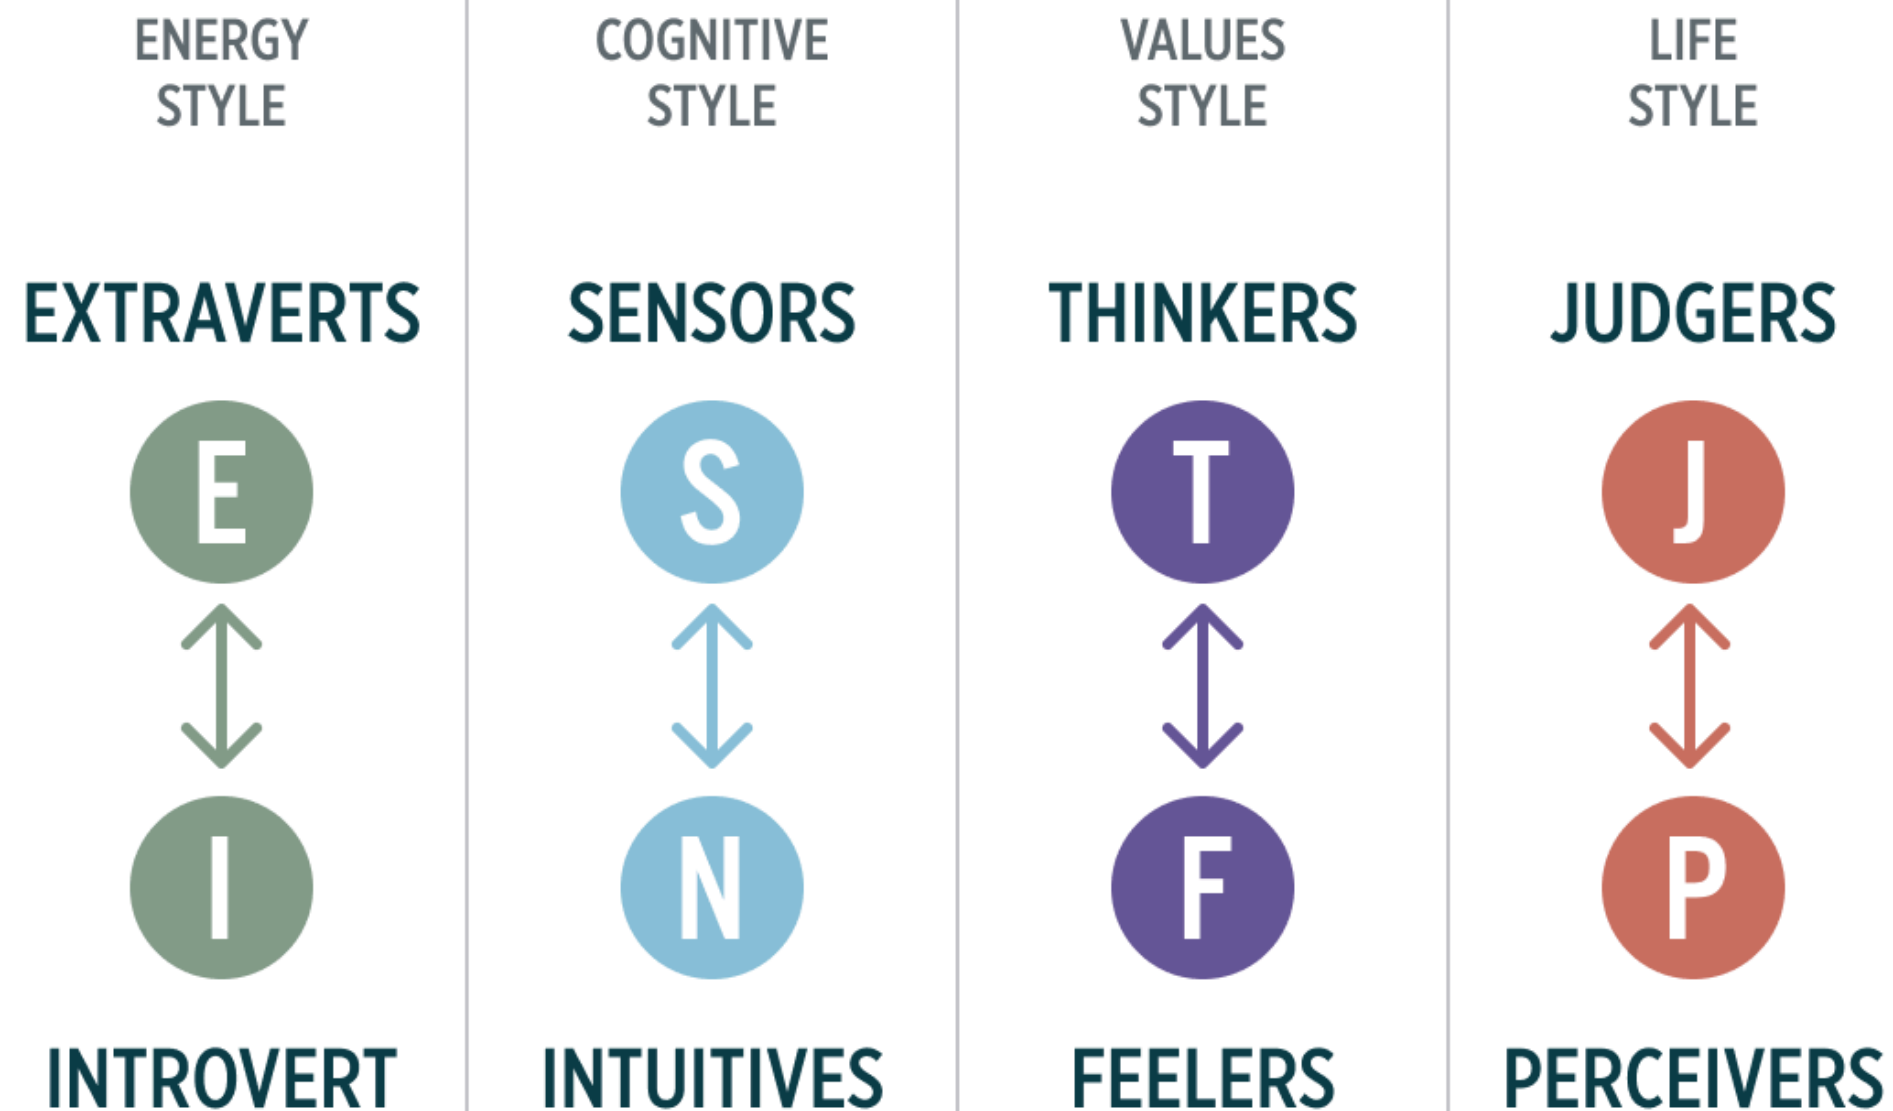 ENERGY
STYLE
EXTRAVERTS
E
I
INTROVERT
COGNITIVE
STYLE
SENSORS
S
N
INTUITIVES
VALUES
STYLE
THINKERS
T
F
FEELERS
LIFE
STYLE
JUDGERS
J
P
PERCEIVERS